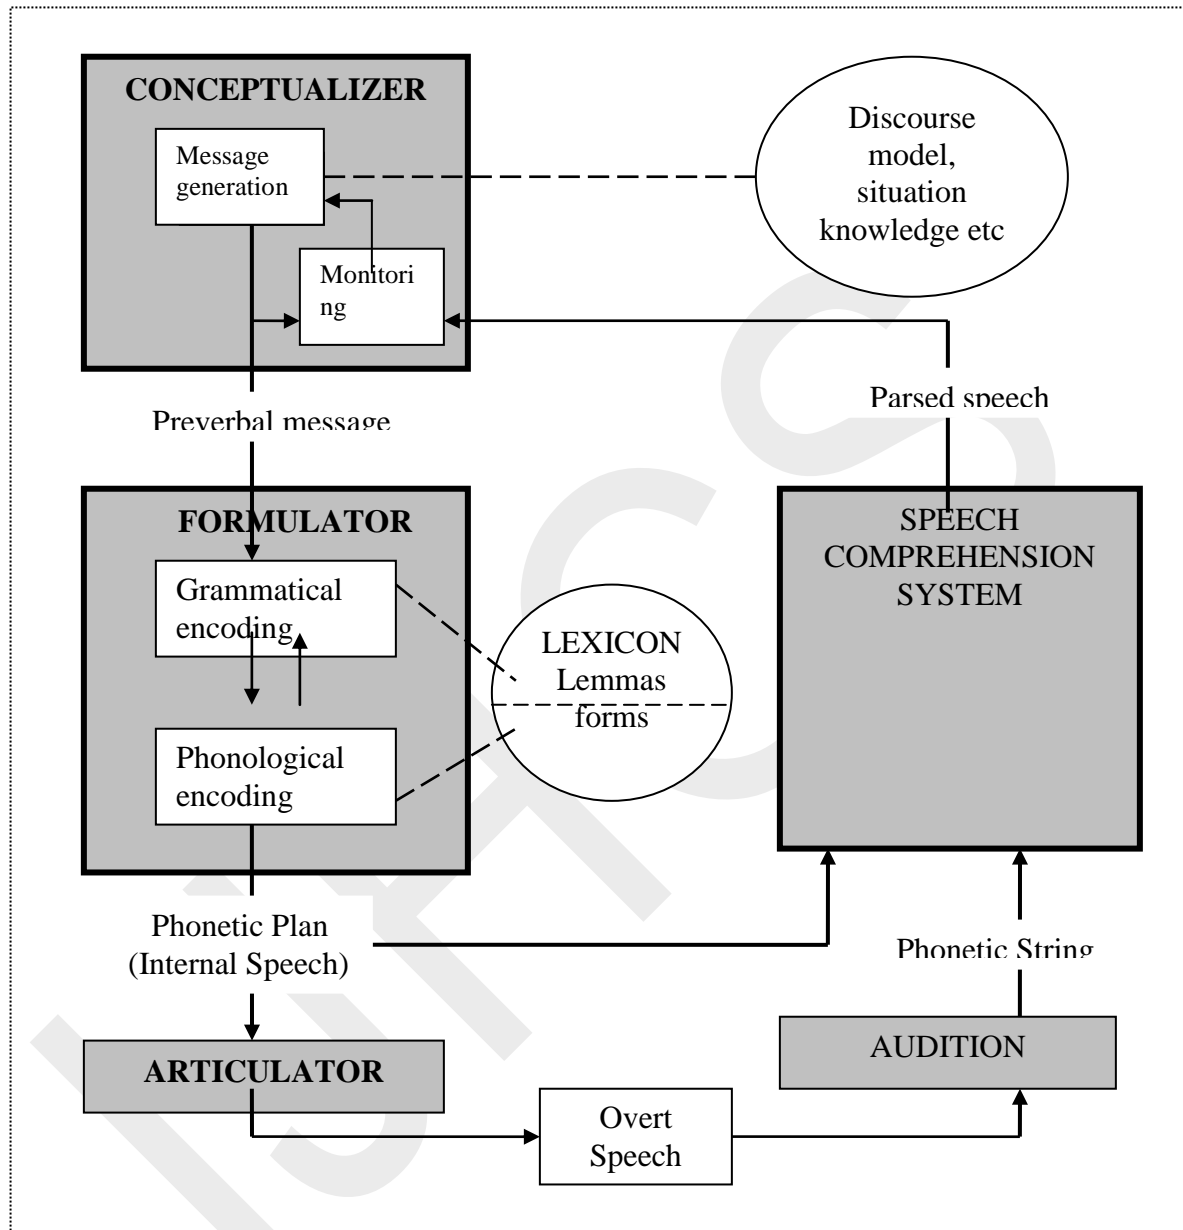 CONCEPTUALIZER
Message
generation
Monitori
ng
Discourse
model,
situation
knowledge etc
Preverbal message
Parsed speech
FORMULATOR
Grammatical
encoding
Phonological
encoding
LEXICON
Lemmas
forms
SPEECH
COMPREHENSION
SYSTEM
Phonetic Plan
(Internal Speech)
Phonetic String
ARTICULATOR
Overt
Speech
AUDITION